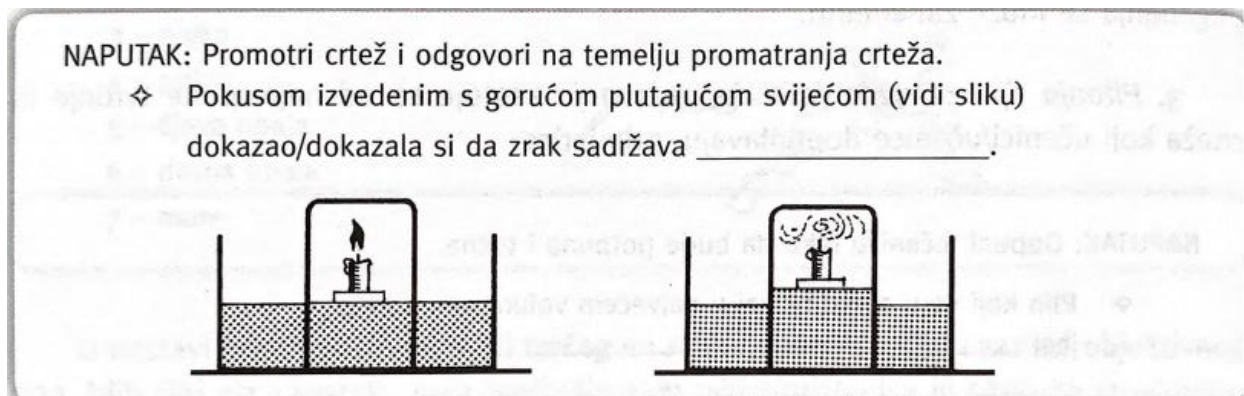 NAPUTAK: Promotri crtež i odgovori na temelju promatranja crteža.
❖ Pokusom izvedenim s gorućom plutajućom svijećom (vidi sliku)
dokazao/dokazala si da zrak sadržava ____________________.